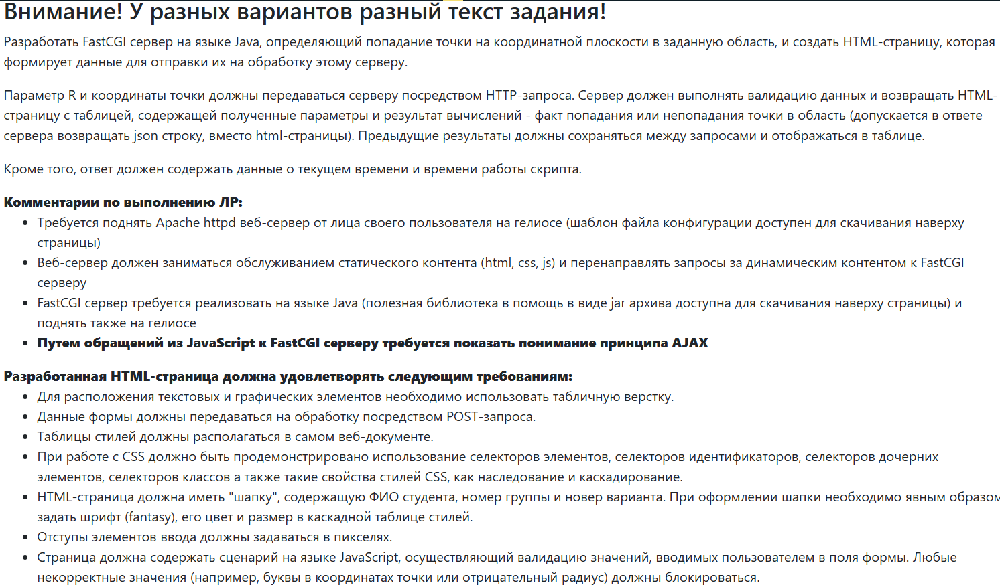 Внимание! У разных вариантов разный текст задания!
Разработать FastCGI сервер на языке Java, определяющий попадание точки на координатной плоскости в заданную область, и создать HTML-страницу, которая
формирует данные для отправки их на обработку этому серверу.
Параметр R и координаты точки должны передаваться серверу посредством HTTP-запроса. Сервер должен выполнять валидацию данных и возвращать HTML-
страницу с таблицей, содержащей полученные параметры и результат вычислений - факт попадания или непопадания точки в область (допускается в ответе
сервера возвращать json строку, вместо html-страницы). Предыдущие результаты должны сохраняться между запросами и отображаться в таблице.
Кроме того, ответ должен содержать данные о текущем времени и времени работы скрипта.
Комментарии по выполнению ЛР:
• Требуется поднять Apache httpd веб-сервер от лица своего пользователя на гелиосе (шаблон файла конфигурации доступен для скачивания наверху
страницы)
• Веб-сервер должен заниматься обслуживанием статического контента (html, css, js) и перенаправлять запросы за динамическим контентом к FastCGI
серверу
• FastCGI сервер требуется реализовать на языке Java (полезная библиотека в помощь в виде jar архива доступна для скачивания наверху страницы) и
поднять также на гелиосе
• Путем обращений из JavaScript к FastCGI серверу требуется показать понимание принципа AJAX
Разработанная HTML-страница должна удовлетворять следующим требованиям:
• Для расположения текстовых и графических элементов необходимо использовать табличную верстку.
• Данные формы должны передаваться на обработку посредством POST-запроса.
• Таблицы стилей должны располагаться в самом веб-документе.
• При работе с CSS должно быть продемонстрировано использование селекторов элементов, селекторов идентификаторов, селекторов дочерних
элементов, селекторов классов а также такие свойства стилей CSS, как наследование и каскадирование.
• HTML-страница должна иметь "шапку", содержащую ФИО студента, номер группы и новер варианта. При оформлении шапки необходимо явным образом
задать шрифт (fantasy), его цвет и размер в каскадной таблице стилей.
• Отступы элементов ввода должны задаваться в пикселях.
• Страница должна содержать сценарий на языке JavaScript, осуществляющий валидацию значений, вводимых пользователем в поля формы. Любые
некорректные значения (например, буквы в координатах точки или отрицательный радиус) должны блокироваться.